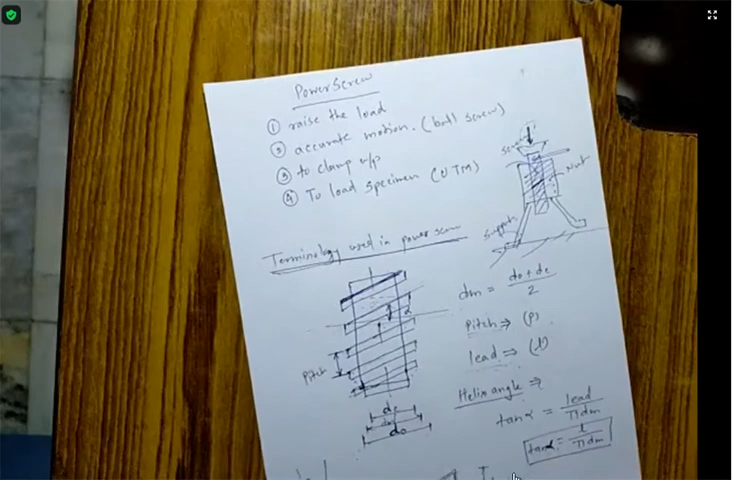 Power Screw
① raise the load
② accurate motion. (ball screw)
③ to clamp w/p
④ To load specimen (UTM)
screw
Nut
Support
Terminology used in power screw
α
Pitch
dc
dm
do
dm = do + dc / 2
Pitch ⇒ (p)
lead ⇒ (l)
Helix angle ⇒
tanα = lead / πdm
tanα = l / πdm